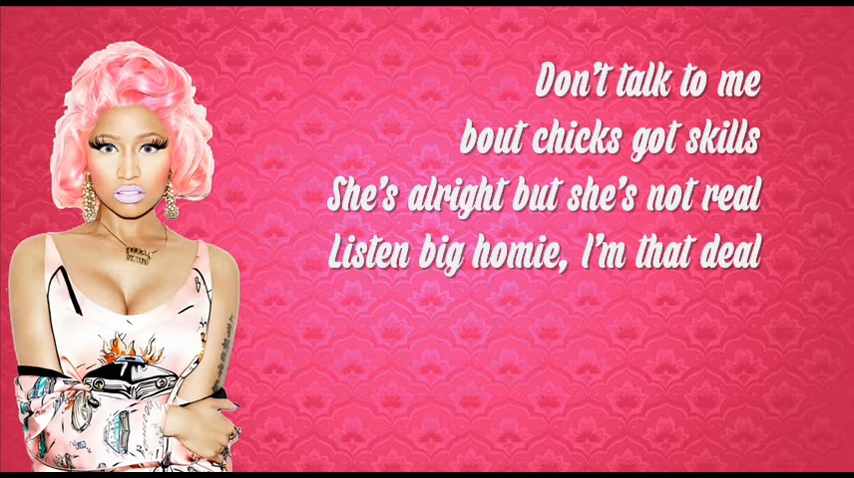 Don't talk to me
bout chicks got skills
She's alright but she's not real
Listen big homie, I'm that deal